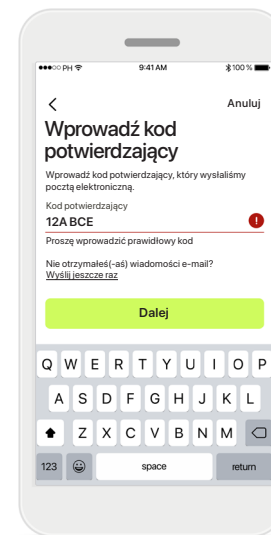 PH 9:41 AM 100 %
Anuluj
Wprowadź kod
potwierdzający
Wprowadź kod potwierdzający, który wysłaliśmy
pocztą elektroniczną.
Kod potwierdzający
12A BCE
Proszę wprowadzić prawidłowy kod
Nie otrzymałeś(-aś) wiadomości e-mail?
Wyślij jeszcze raz
Dalej
Q W E R T Y U I O P
A S D F G H J K L
Z X C V B N M
123 space return